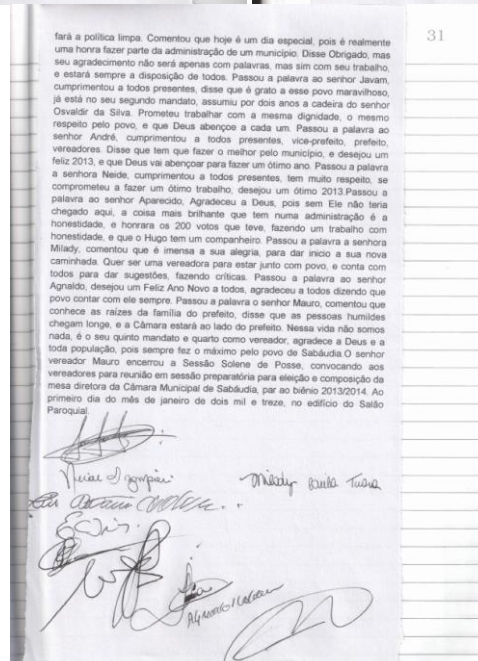 31
fará a política limpa. Comentou que hoje é um dia especial, pois é realmente
uma honra fazer parte da administração de um município. Disse Obrigado, mas
seu agradecimento não será apenas com palavras, mas sim com seu trabalho,
e estará sempre a disposição de todos. Passou a palavra ao senhor Javam,
cumprimentou a todos presentes, disse que é grato a esse povo maravilhoso,
já está no seu segundo mandato, assumiu por dois anos a cadeira do senhor
Osvaldir da Silva. Prometeu trabalhar com a mesma dignidade, o mesmo
respeito pelo povo, e que Deus abençoe a cada um. Passou a palavra ao
senhor André, cumprimentou a todos presentes, vice-prefeito, prefeito,
vereadores. Disse que tem que fazer o melhor pelo município, e desejou um
feliz 2013, e que Deus vai abençoar para fazer um ótimo ano. Passou a palavra
a senhora Neide, cumprimentou a todos presentes, tem muito respeito, se
comprometeu a fazer um ótimo trabalho, desejou um ótimo 2013.Passou a
palavra ao senhor Aparecido, Agradeceu a Deus, pois sem Ele não teria
chegado aqui, a coisa mais brilhante que tem numa administração é a
honestidade, e honrara os 200 votos que teve, fazendo um trabalho com
honestidade, e que o Hugo tem um companheiro. Passou a palavra a senhora
Milady, comentou que é imensa a sua alegria, para dar inicio a sua nova
caminhada. Quer ser uma vereadora para estar junto com povo, e conta com
todos para dar sugestões, fazendo críticas. Passou a palavra ao senhor
Agnaldo, desejou um Feliz Ano Novo a todos, agradeceu a todos dizendo que
povo contar com ele sempre. Passou a palavra o senhor Mauro, comentou que
conhece as raízes da família do prefeito, disse que as pessoas humildes
chegam longe, e a Câmara estará ao lado do prefeito. Nessa vida não somos
nada, é o seu quinto mandato e quarto como vereador, agradece a Deus e a
toda população, pois sempre fez o máximo pelo povo de Sabáudia.O senhor
vereador Mauro encerrou a Sessão Solene de Posse, convocando aos
vereadores para reunião em sessão preparatória para eleição e composição da
mesa diretora da Câmara Municipal de Sabáudia, par ao biênio 2013/2014. Ao
primeiro dia do mês de janeiro de dois mil e treze, no edifício do Salão
Paroquial.
Milady